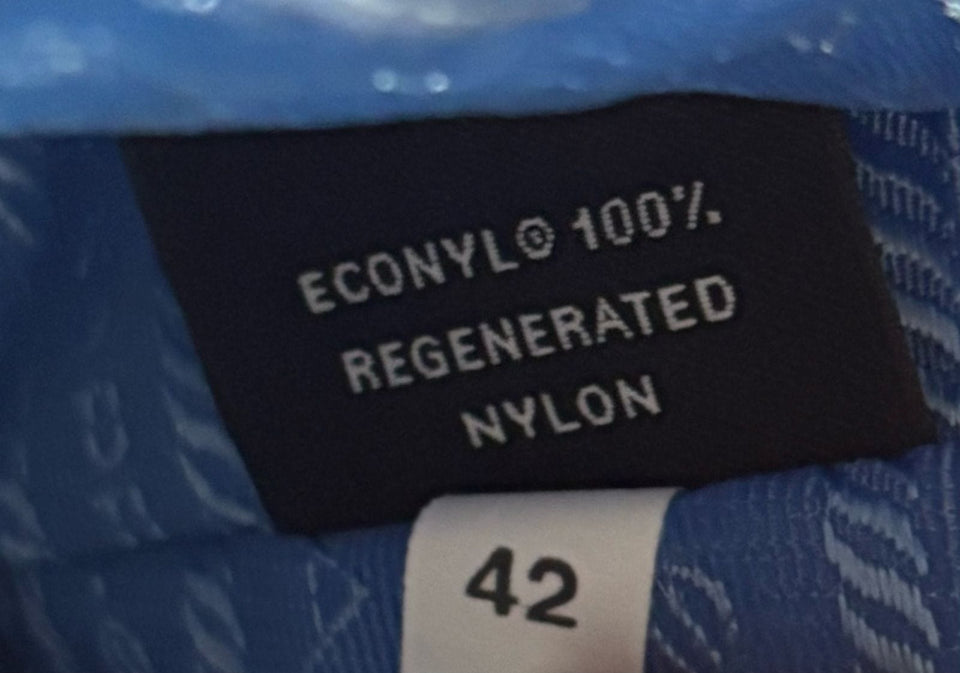 ECONYL® 100%
REGENERATED
NYLON
42